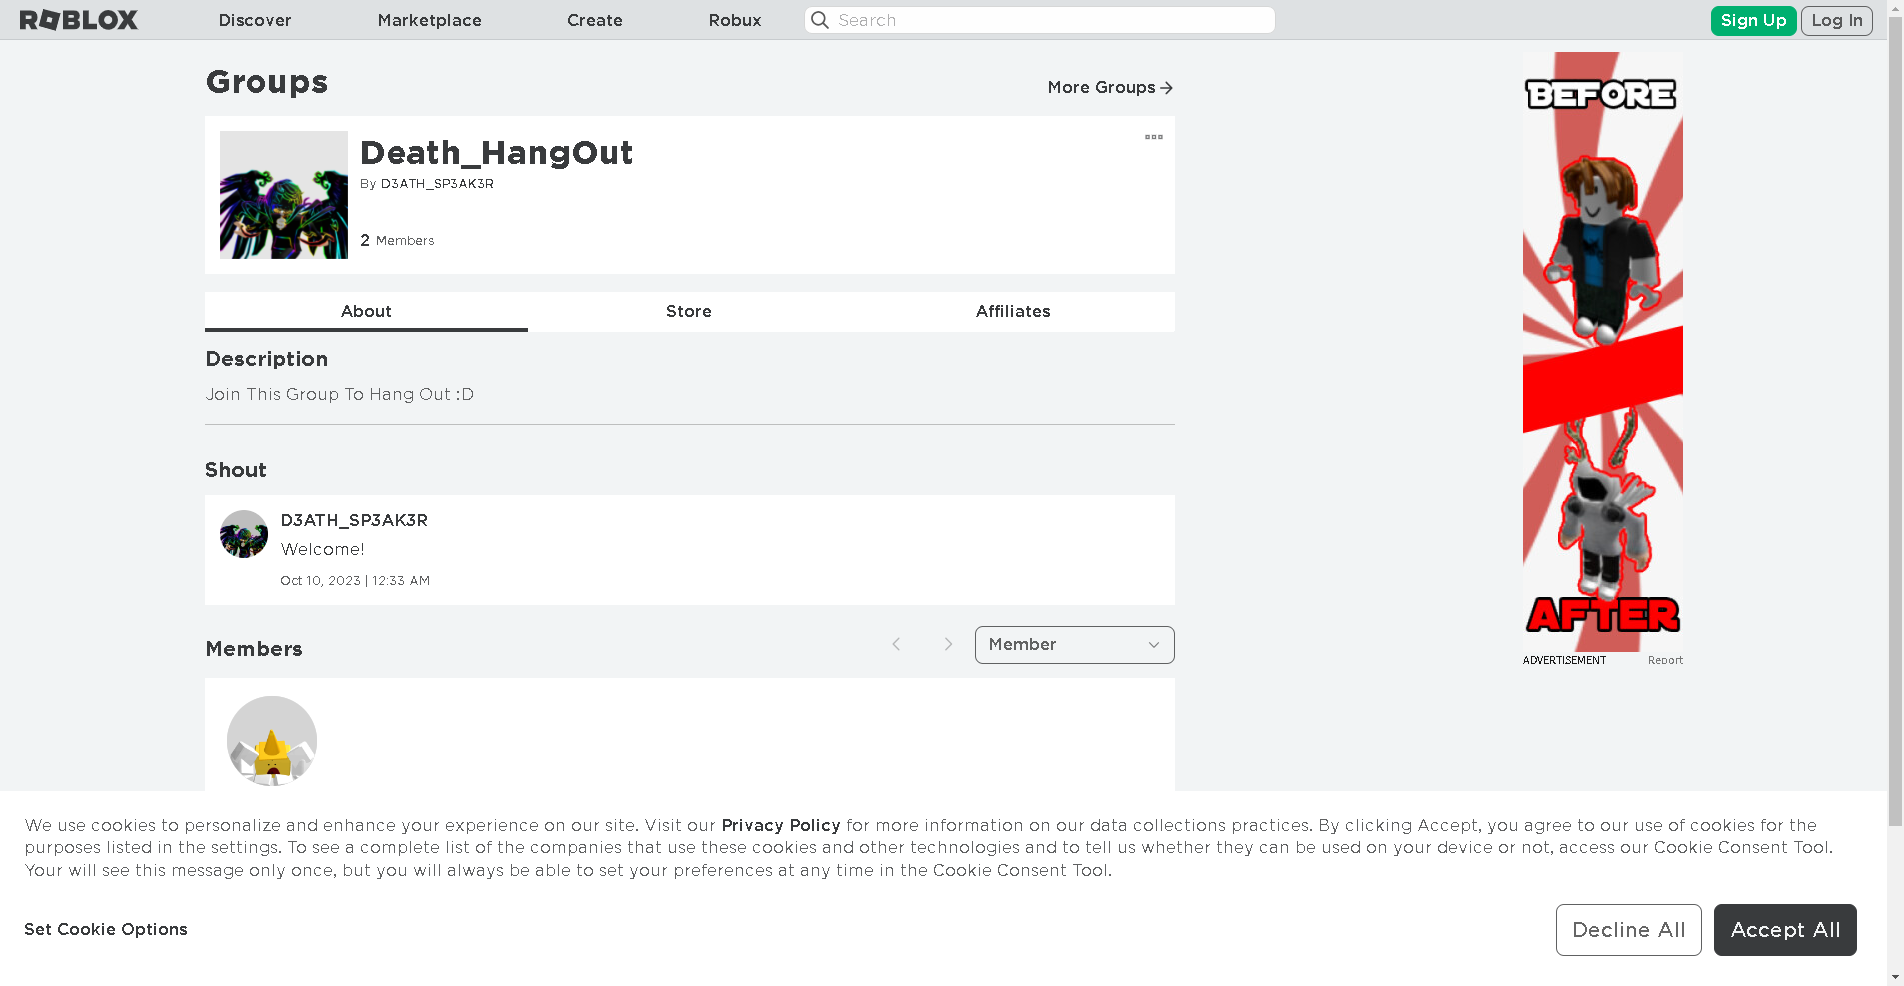 ROBLOX Discover Marketplace Create Robux Search Sign Up Log In
Groups
More Groups
Death_HangOut
By D3ATH_SP3AK3R
2 Members
About Store Affiliates
Description
Join This Group To Hang Out :D
Shout
D3ATH_SP3AK3R
Welcome!
Oct 10, 2023 | 12:33 AM
Members
Member
BEFORE
AFTER
ADVERTISEMENT Report
We use cookies to personalize and enhance your experience on our site. Visit our Privacy Policy for more information on our data collections practices. By clicking Accept, you agree to our use of cookies for the
purposes listed in the settings. To see a complete list of the companies that use these cookies and other technologies and to tell us whether they can be used on your device or not, access our Cookie Consent Tool.
Your will see this message only once, but you will always be able to set your preferences at any time in the Cookie Consent Tool.
Set Cookie Options
Decline All
Accept All